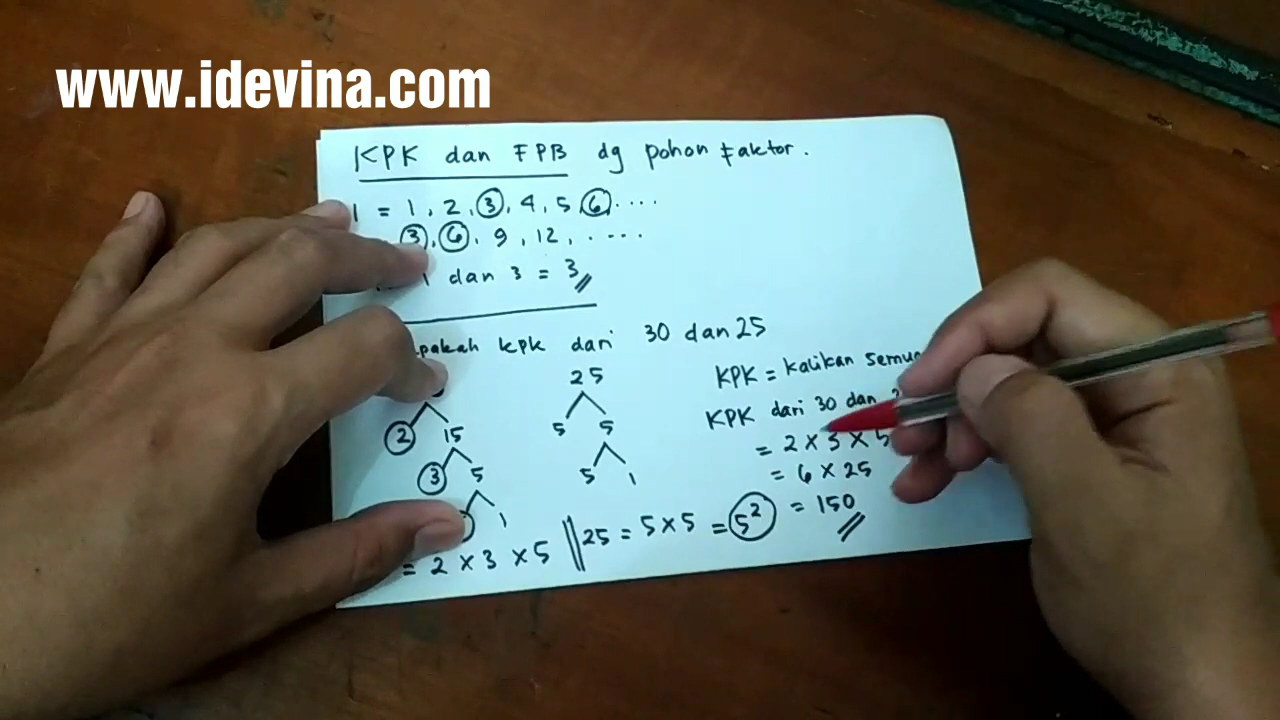 www.idevina.com
KPK dan FPB dg pohon faktor.
1 = 1, 2, 3, 4, 5, 6, ....
3, 6, 9, 12, ....
dan 3 = 3
kpk dari 30 dan 25
25
2 15
5 5
3 5
5 1
1
= 2 x 3 x 5
25 = 5 x 5 = 5²
KPK = kalikan semua
KPK dari 30 dan
= 2 x 3 x 5
= 6 x 25
= 150